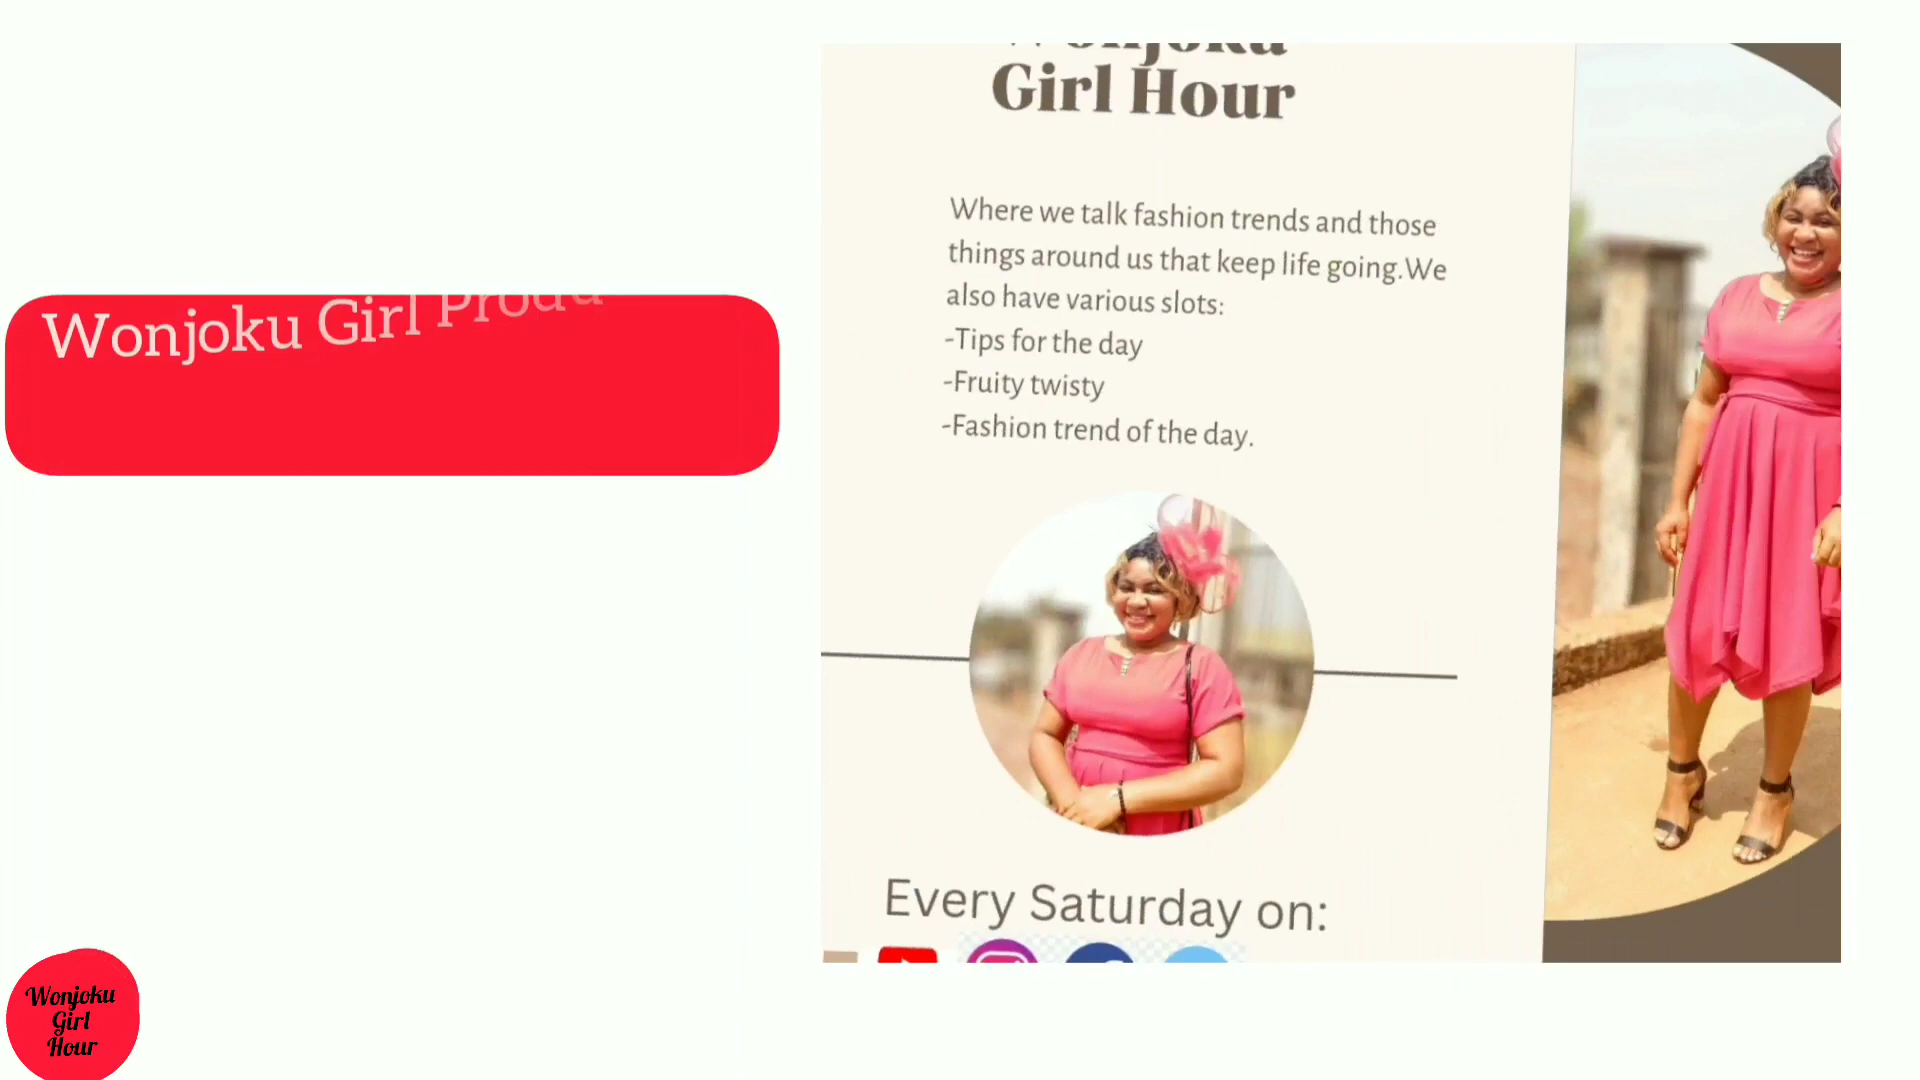 Wonjoku Girl
Wonjoku
Girl Hour
Where we talk fashion trends and those
things around us that keep life going.We
also have various slots:
-Tips for the day
-Fruity twisty
-Fashion trend of the day.
Every Saturday on:
Wonjoku
Girl
Hour